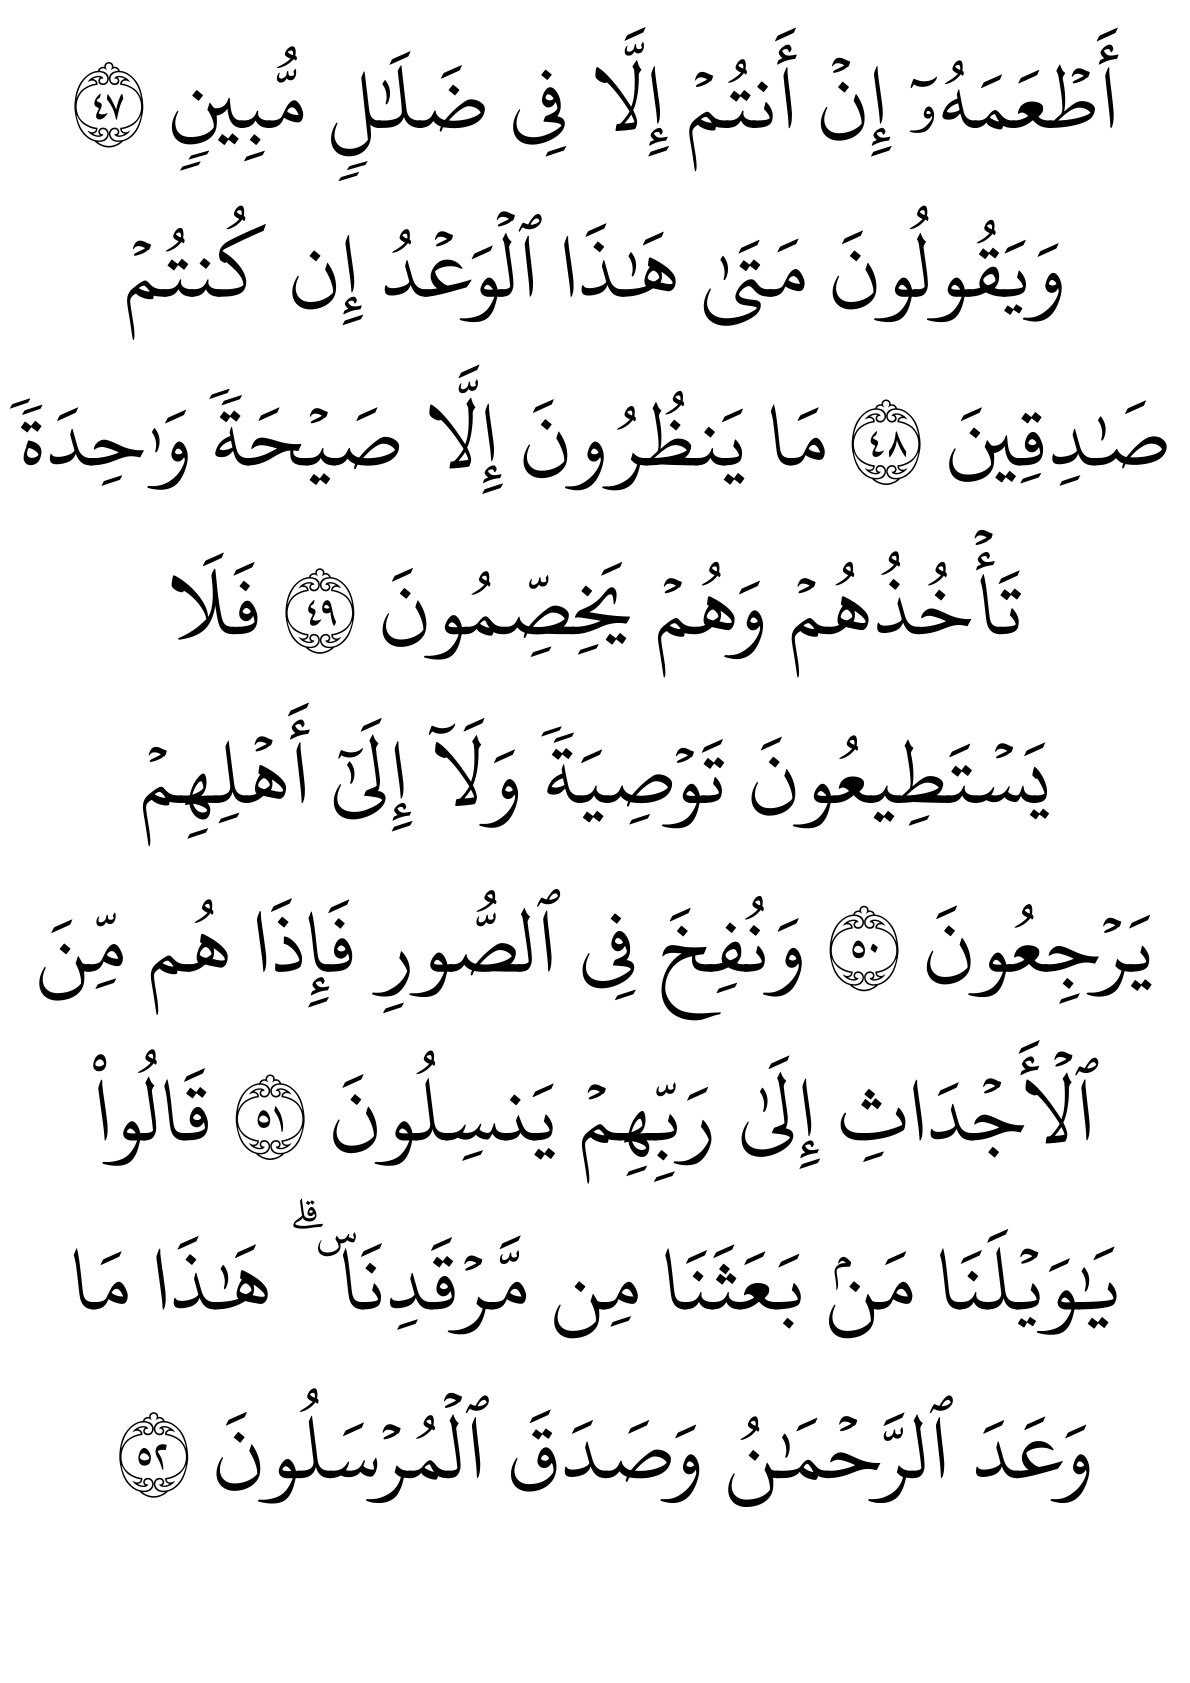 أَطۡعَمَهُۥٓ إِنۡ أَنتُمۡ إِلَّا فِى ضَلَـٰلٍ مُّبِينٍ ٤٧
وَيَقُولُونَ مَتَىٰ هَـٰذَا ٱلۡوَعۡدُ إِن كُنتُمۡ
صَـٰدِقِينَ ٤٨ مَا يَنظُرُونَ إِلَّا صَيۡحَةً وَٰحِدَةً
تَأۡخُذُهُمۡ وَهُمۡ يَخِصِّمُونَ ٤٩ فَلَا
يَسۡتَطِيعُونَ تَوۡصِيَةً وَلَآ إِلَىٰٓ أَهۡلِهِمۡ
يَرۡجِعُونَ ٥٠ وَنُفِخَ فِى ٱلصُّورِ فَإِذَا هُم مِّنَ
ٱلۡأَجۡدَاثِ إِلَىٰ رَبِّهِمۡ يَنسِلُونَ ٥١ قَالُوا۟
يَـٰوَيۡلَنَا مَنۢ بَعَثَنَا مِن مَّرۡقَدِنَاۜ ۗ هَـٰذَا مَا
وَعَدَ ٱلرَّحۡمَـٰنُ وَصَدَقَ ٱلۡمُرۡسَلُونَ ٥٢